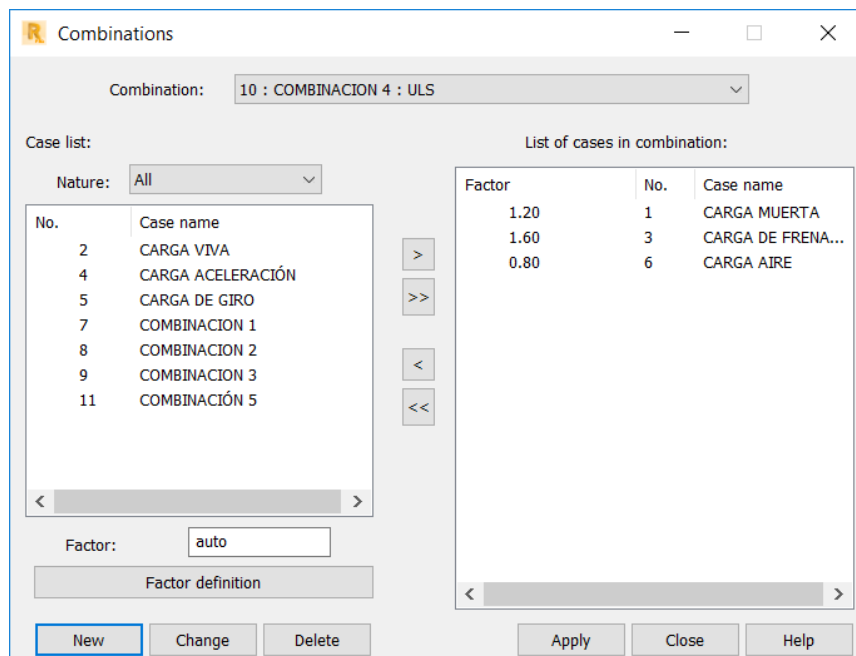 Combinations
Combination: 10 : COMBINACION 4 : ULS
Case list:
Nature: All
No. Case name
2 CARGA VIVA
4 CARGA ACELERACIÓN
5 CARGA DE GIRO
7 COMBINACION 1
8 COMBINACION 2
9 COMBINACION 3
11 COMBINACIÓN 5
>
>>
<
<<
Factor: auto
Factor definition
New Change Delete
List of cases in combination:
Factor No. Case name
1.20 1 CARGA MUERTA
1.60 3 CARGA DE FRENA...
0.80 6 CARGA AIRE
Apply Close Help